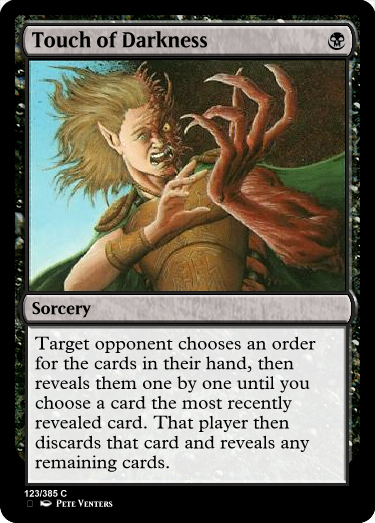 Touch of Darkness
Sorcery
Target opponent chooses an order
for the cards in their hand, then
reveals them one by one until you
choose a card the most recently
revealed card. That player then
discards that card and reveals any
remaining cards.
123/385 C
Pete Venters